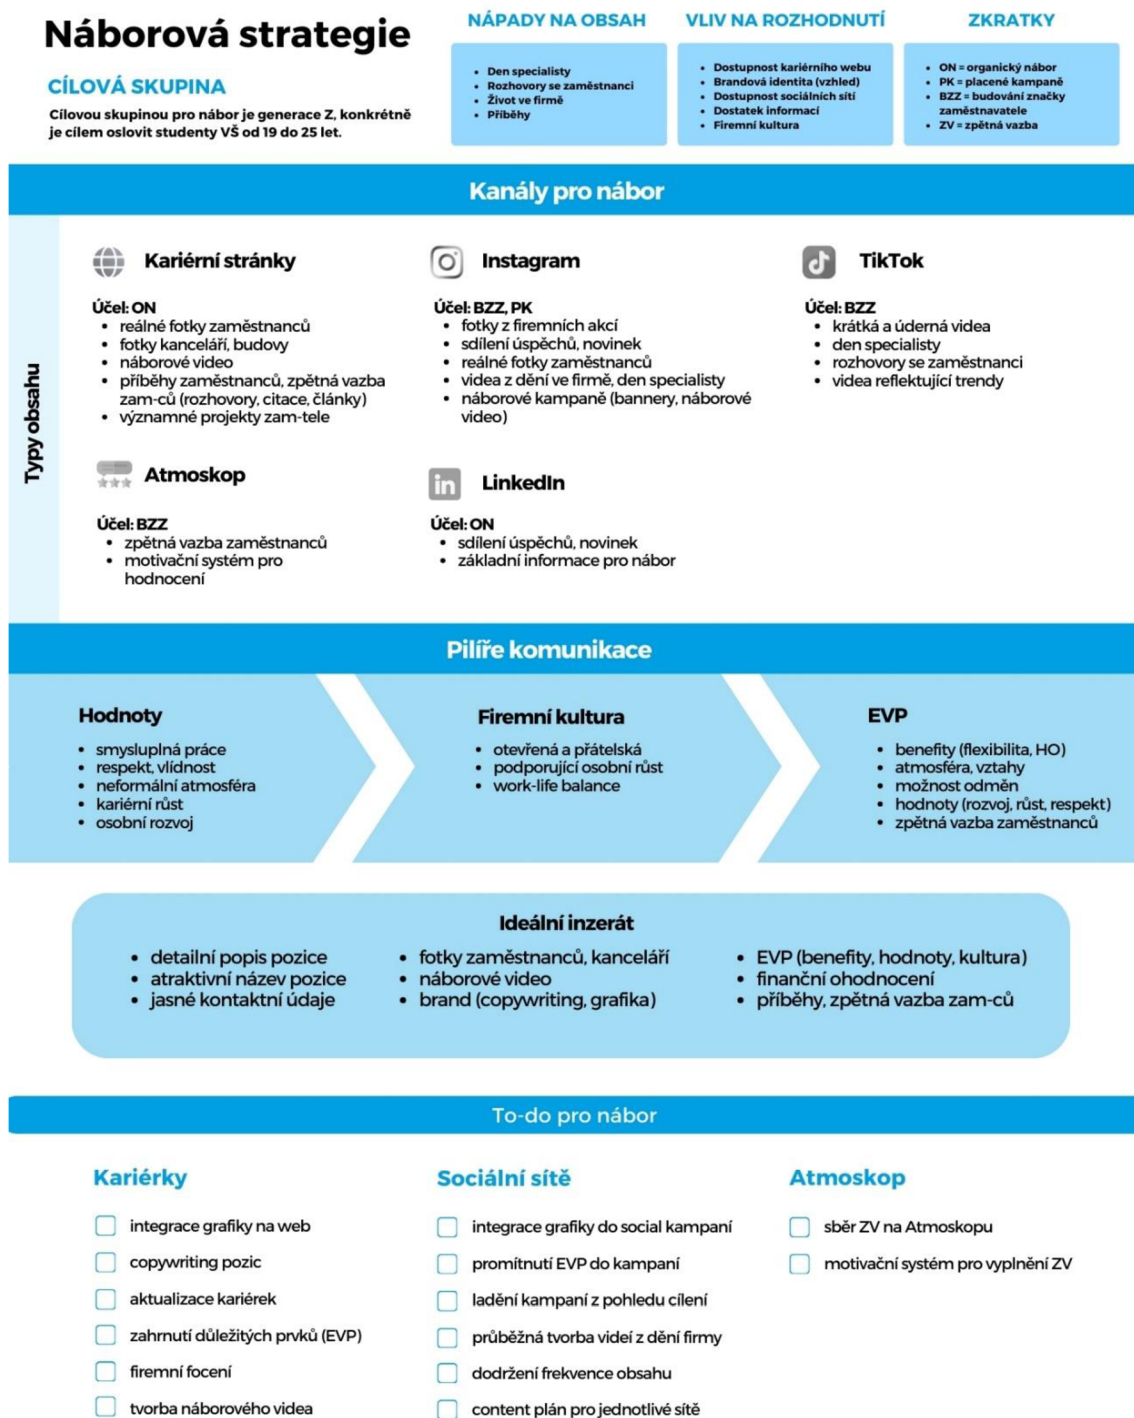 Náborová strategie
CÍLOVÁ SKUPINA
Cílovou skupinou pro nábor je generace Z, konkrétně
je cílem oslovit studenty VŠ od 19 do 25 let.
NÁPADY NA OBSAH
• Den specialisty
• Rozhovory se zaměstnanci
• Život ve firmě
• Příběhy
VLIV NA ROZHODNUTÍ
• Dostupnost kariérního webu
• Brandová identita (vzhled)
• Dostupnost sociálních sítí
• Dostatek informací
• Firemní kultura
ZKRATKY
• ON = organický nábor
• PK = placené kampaně
• BZZ = budování značky
zaměstnavatele
• ZV = zpětná vazba
Kanály pro nábor
Typy obsahu
Kariérní stránky
Účel: ON
• reálné fotky zaměstnanců
• fotky kanceláří, budovy
• náborové video
• příběhy zaměstnanců, zpětná vazba
zam-ců (rozhovory, citace, články)
• významné projekty zam-tele
Instagram
Účel: BZZ, PK
• fotky z firemních akcí
• sdílení úspěchů, novinek
• reálné fotky zaměstnanců
• videa z dění ve firmě, den specialisty
• náborové kampaně (bannery, náborové
video)
TikTok
Účel: BZZ
• krátká a úderná videa
• den specialisty
• rozhovory se zaměstnanci
• videa reflektující trendy
Atmoskop
Účel: BZZ
• zpětná vazba zaměstnanců
• motivační systém pro
hodnocení
in
LinkedIn
Účel: ON
• sdílení úspěchů, novinek
• základní informace pro nábor
Pilíře komunikace
Hodnoty
• smysluplná práce
• respekt, vlídnost
• neformální atmosféra
• kariérní růst
• osobní rozvoj
Firemní kultura
• otevřená a přátelská
• podporující osobní růst
• work-life balance
EVP
• benefity (flexibilita, HO)
• atmosféra, vztahy
• možnost odměn
• hodnoty (rozvoj, růst, respekt)
• zpětná vazba zaměstnanců
Ideální inzerát
• detailní popis pozice
• atraktivní název pozice
• jasné kontaktní údaje
• fotky zaměstnanců, kanceláří
• náborové video
• brand (copywriting, grafika)
• EVP (benefity, hodnoty, kultura)
• finanční ohodnocení
• příběhy, zpětná vazba zam-ců
To-do pro nábor
Kariérky
integrace grafiky na web
copywriting pozic
aktualizace kariérek
zahrnutí důležitých prvků (EVP)
firemní focení
tvorba náborového videa
Sociální sítě
integrace grafiky do social kampaní
promítnutí EVP do kampaní
ladění kampaní z pohledu cílení
průběžná tvorba videí z dění firmy
dodržení frekvence obsahu
content plán pro jednotlivé sítě
Atmoskop
sběr ZV na Atmoskopu
motivační systém pro vyplnění ZV